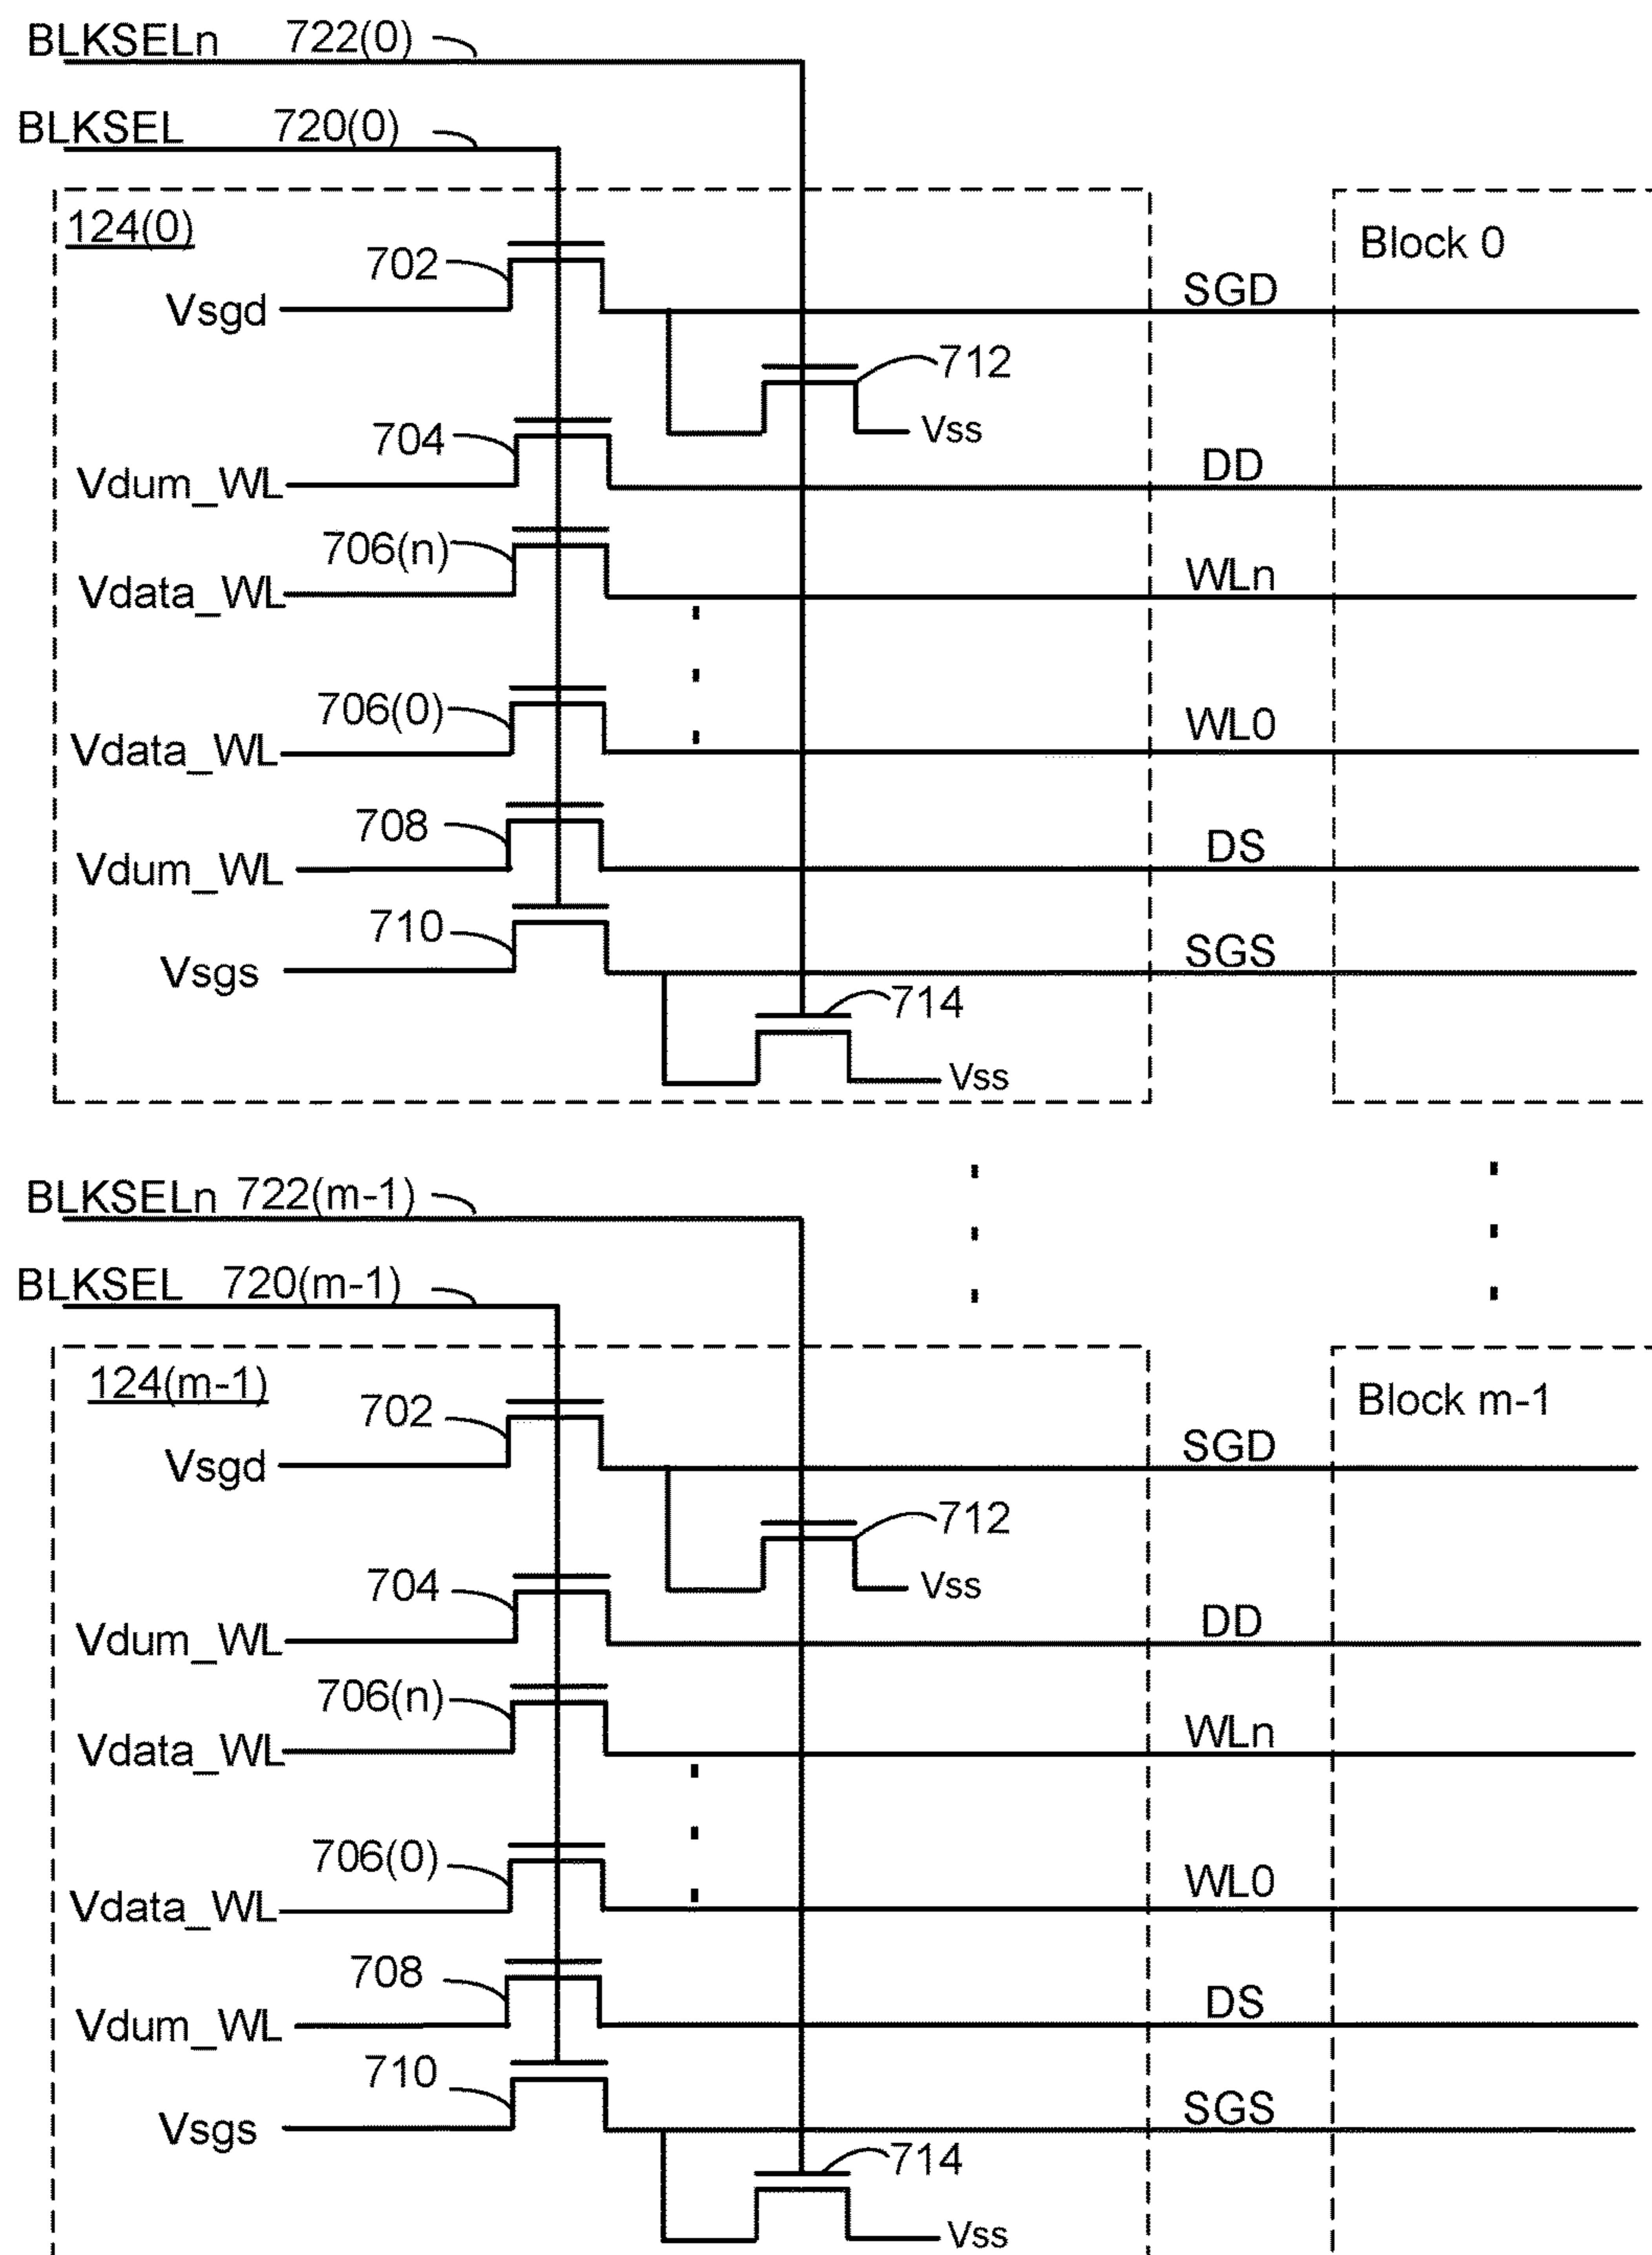 BLKSELn 722(0)
BLKSEL 720(0)
124(0)
Block 0
702
Vsgd
SGD
712
Vss
704
Vdum_WL
DD
706(n)
Vdata_WL
WLn
706(0)
Vdata_WL
WL0
708
Vdum_WL
DS
710
Vsgs
SGS
714
Vss
BLKSELn 722(m-1)
BLKSEL 720(m-1)
124(m-1)
Block m-1
702
Vsgd
SGD
712
Vss
704
Vdum_WL
DD
706(n)
Vdata_WL
WLn
706(0)
Vdata_WL
WL0
708
Vdum_WL
DS
710
Vsgs
SGS
714
Vss